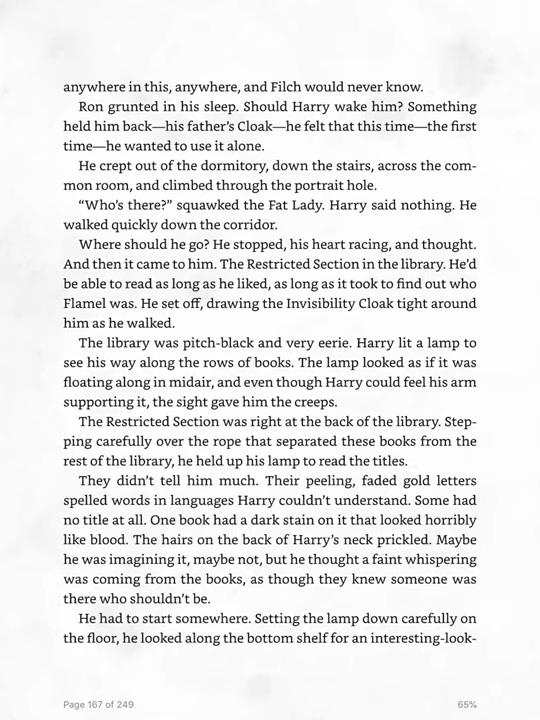 anywhere in this, anywhere, and Filch would never know.
Ron grunted in his sleep. Should Harry wake him? Something
held him back—his father's Cloak—he felt that this time—the first
time—he wanted to use it alone.
He crept out of the dormitory, down the stairs, across the com-
mon room, and climbed through the portrait hole.
"Who's there?" squawked the Fat Lady. Harry said nothing. He
walked quickly down the corridor.
Where should he go? He stopped, his heart racing, and thought.
And then it came to him. The Restricted Section in the library. He'd
be able to read as long as he liked, as long as it took to find out who
Flamel was. He set off, drawing the Invisibility Cloak tight around
him as he walked.
The library was pitch-black and very eerie. Harry lit a lamp to
see his way along the rows of books. The lamp looked as if it was
floating along in midair, and even though Harry could feel his arm
supporting it, the sight gave him the creeps.
The Restricted Section was right at the back of the library. Step-
ping carefully over the rope that separated these books from the
rest of the library, he held up his lamp to read the titles.
They didn't tell him much. Their peeling, faded gold letters
spelled words in languages Harry couldn't understand. Some had
no title at all. One book had a dark stain on it that looked horribly
like blood. The hairs on the back of Harry's neck prickled. Maybe
he was imagining it, maybe not, but he thought a faint whispering
was coming from the books, as though they knew someone was
there who shouldn't be.
He had to start somewhere. Setting the lamp down carefully on
the floor, he looked along the bottom shelf for an interesting-look-
Page 167 of 249
65%